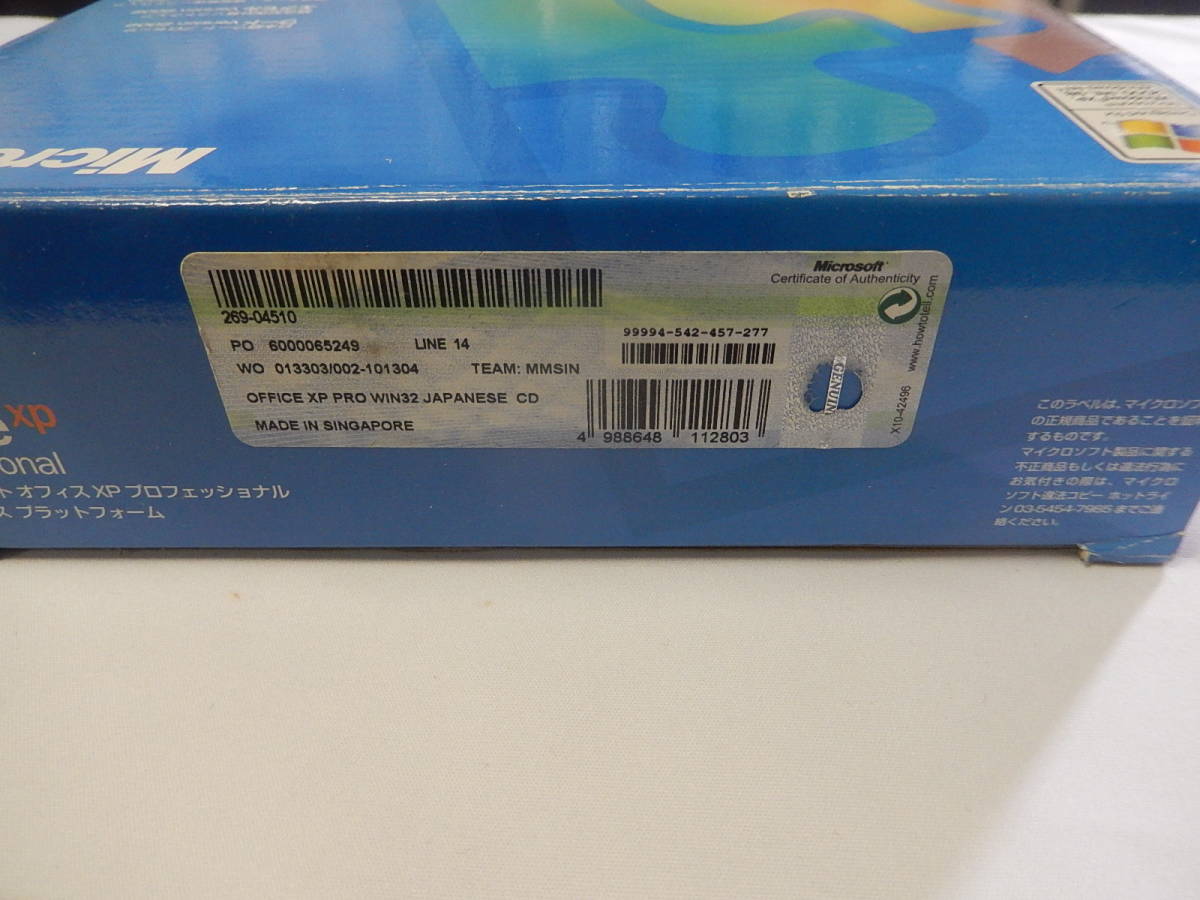 Micro
269-04510
PO 6000065249 LINE 14
WO 013303/002-101304 TEAM: MMSIN
OFFICE XP PRO WIN32 JAPANESE CD
MADE IN SINGAPORE
99994-542-457-277
4 988648 112803
Microsoft
Certificate of Authenticity
www.howtotell.com
GENUIN
X10-42496
e xp
onal
ト オフィス XP プロフェッショナル
ス プラットフォーム
このラベルは、マイクロソフ
の正規商品であることを証
するものです。
マイクロソフト製品に関する
不正商品もしくは違法行為に
お気付きの際は、マイクロ
ソフト違法コピー ホットライ
ン03-5454-7965までご連
絡ください。